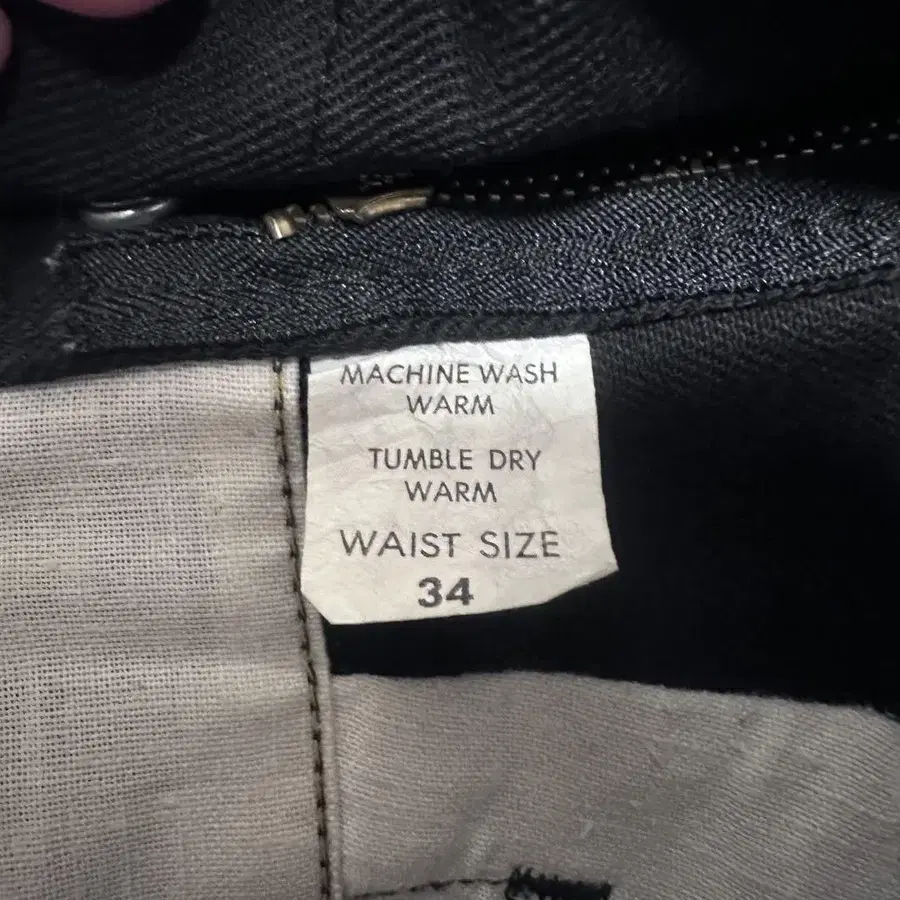 MACHINE WASH
WARM
TUMBLE DRY
WARM
WAIST SIZE
34